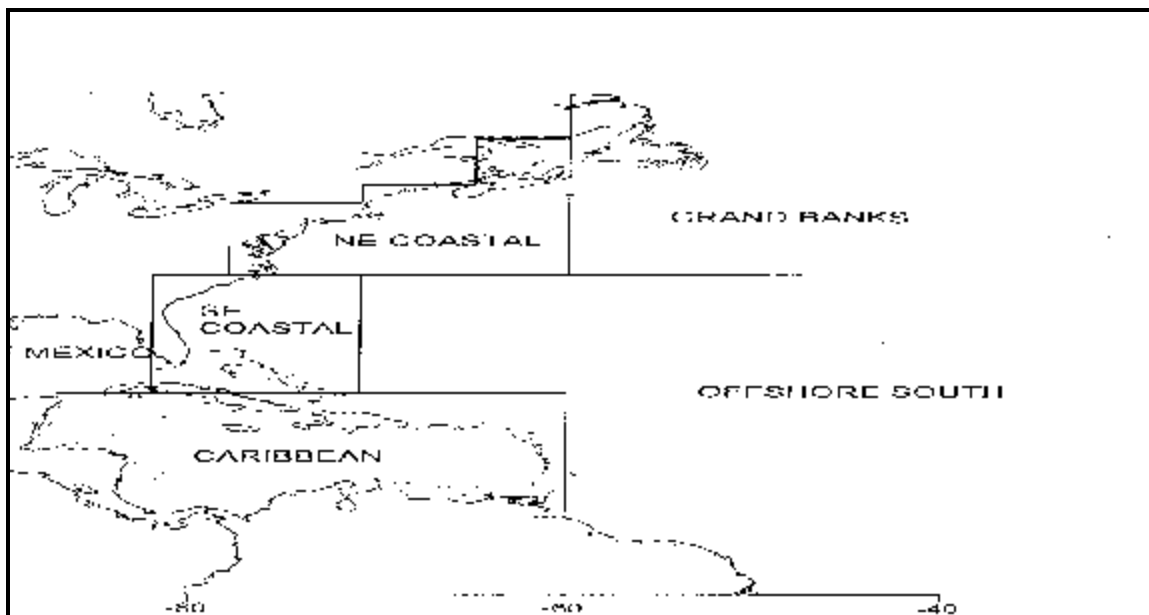 GRAND BANKS
NE COASTAL
SE
COASTAL
MEXICO
OFFSHORE SOUTH
CARIBBEAN
-80
-60
-40